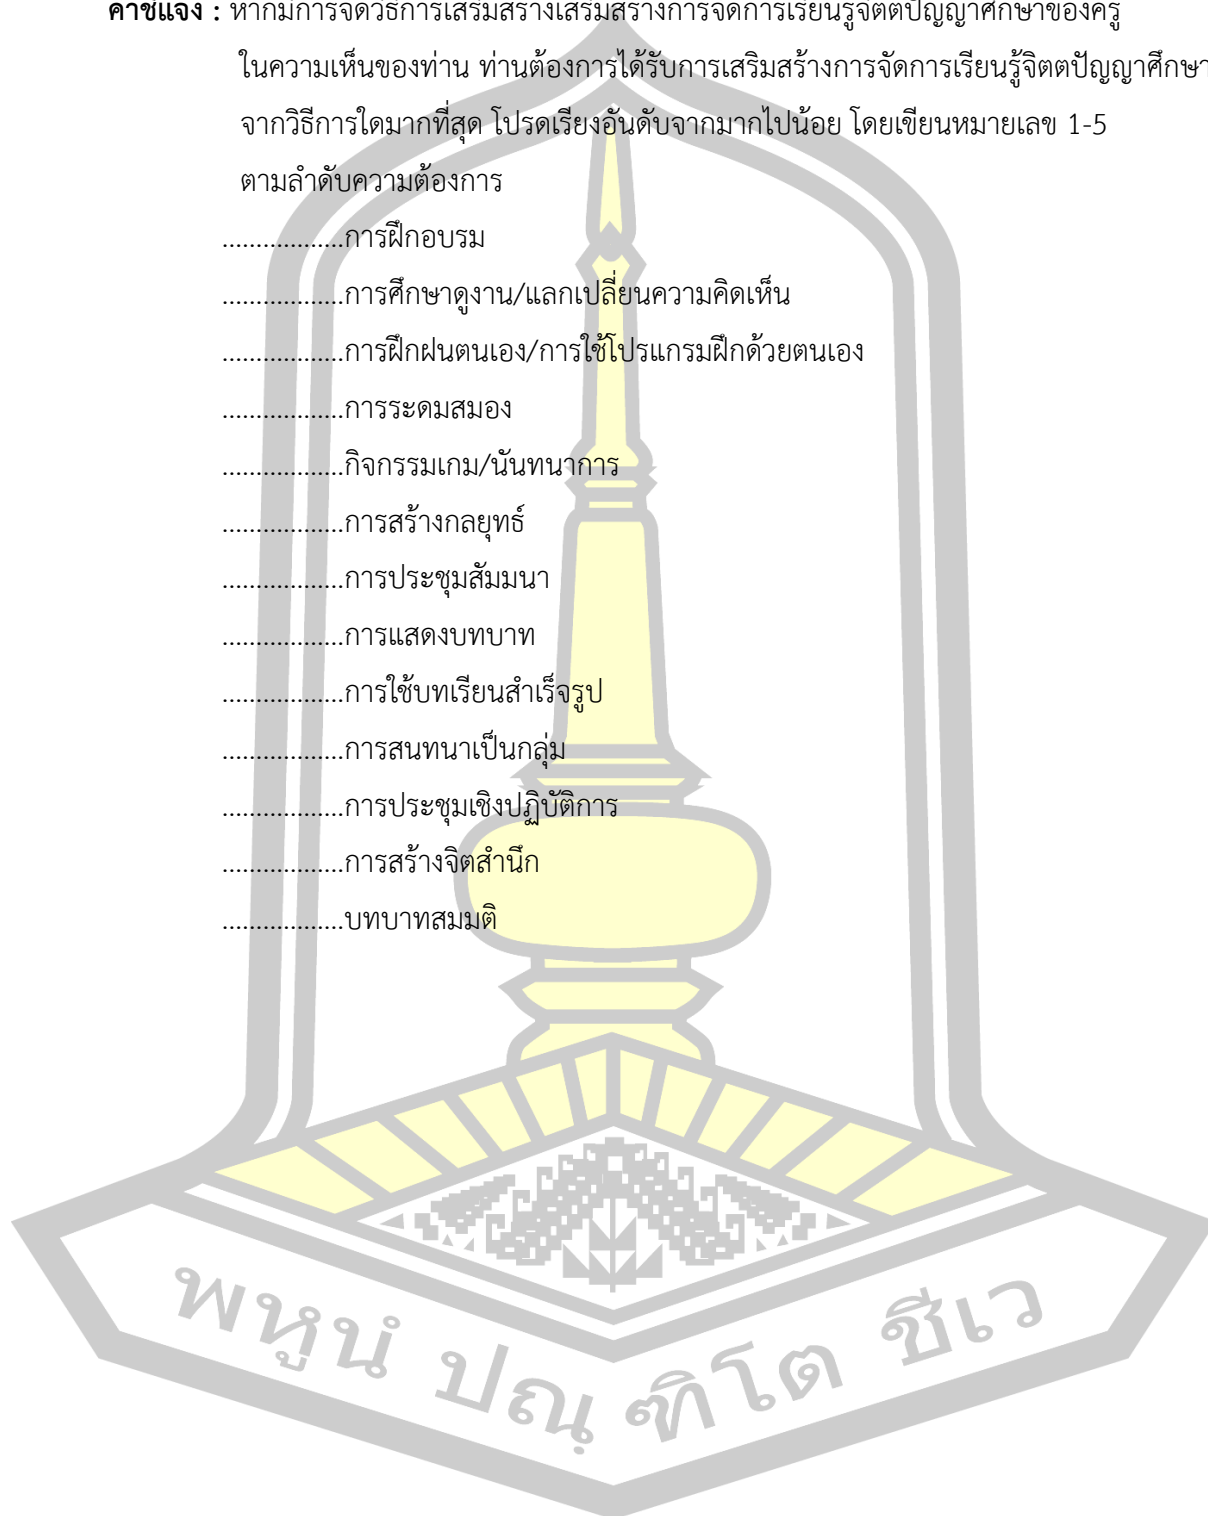 คำชี้แจง : หากมีการจัดวิธีการเสริมสร้างเสริมสร้างการจัดการเรียนรู้จิตตปัญญาศึกษาของครู
ในความเห็นของท่าน ท่านต้องการได้รับการเสริมสร้างการจัดการเรียนรู้จิตตปัญญาศึกษา
จากวิธีการใดมากที่สุด โปรดเรียงอันดับจากมากไปน้อย โดยเขียนหมายเลข 1-5
ตามลำดับความต้องการ
..................การฝึกอบรม
..................การศึกษาดูงาน/แลกเปลี่ยนความคิดเห็น
..................การฝึกฝนตนเอง/การใช้โปรแกรมฝึกด้วยตนเอง
..................การระดมสมอง
..................กิจกรรมเกม/นันทนาการ
..................การสร้างกลยุทธ์
..................การประชุมสัมมนา
..................การแสดงบทบาท
..................การใช้บทเรียนสำเร็จรูป
..................การสนทนาเป็นกลุ่ม
..................การประชุมเชิงปฏิบัติการ
..................การสร้างจิตสำนึก
..................บทบาทสมมติ
พหูนํ ปณฺ ฑิโต ชีเว